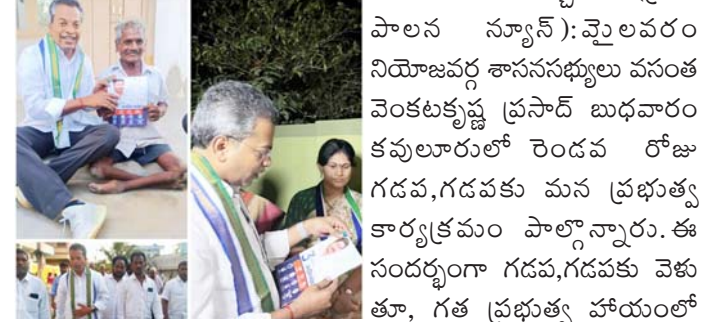 పాలన న్యూస్):మైలవరం
నియోజవర్గ శాసనసభ్యులు వసంత
వెంకటకృష్ణ ప్రసాద్ బుధవారం
కవులూరులో రెండవ రోజు
గడప,గడపకు మన ప్రభుత్వ
కార్యక్రమం పాల్గొన్నారు.ఈ
సందర్భంగా గడప,గడపకు వెళు
తూ, గత ప్రభుత్వ హయంలో